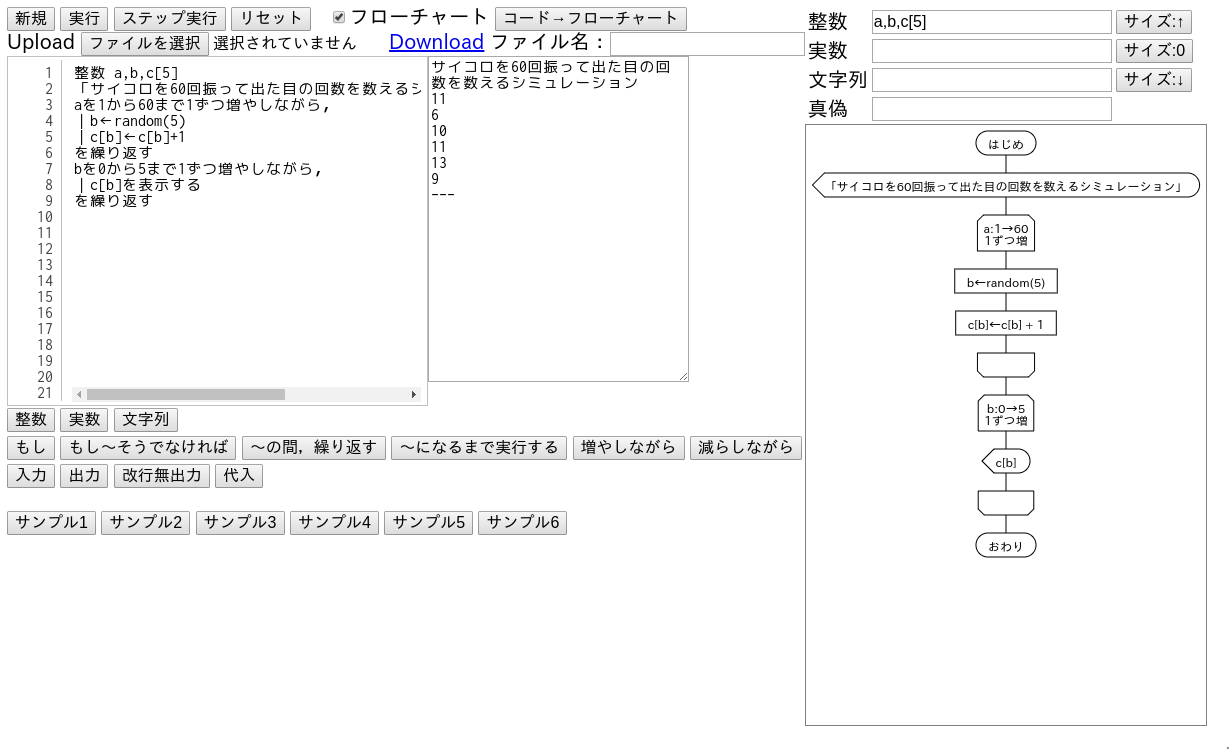 新規 実行 ステップ実行 リセット フローチャート コード→フローチャート
Upload ファイルを選択 選択されていません Download ファイル名：
1 整数 a,b,c[5]
2 「サイコロを60回振って出た目の回数を数えるシ
3 aを1から60まで1ずつ増やしながら，
4 ｜b←random(5)
5 ｜c[b]←c[b]+1
6 を繰り返す
7 bを0から5まで1ずつ増やしながら，
8 ｜c[b]を表示する
9 を繰り返す
10
11
12
13
14
15
16
17
18
19
20
21
サイコロを60回振って出た目の回
数を数えるシミュレーション
11
6
10
11
13
9
---
整数 実数 文字列
もし もし～そうでなければ ～の間，繰り返す ～になるまで実行する 増やしながら 減らしながら
入力 出力 改行無出力 代入
サンプル1 サンプル2 サンプル3 サンプル4 サンプル5 サンプル6
整数 a,b,c[5] サイズ:↑
実数 サイズ:0
文字列 サイズ:↓
真偽
はじめ
「サイコロを60回振って出た目の回数を数えるシミュレーション」
a:1→60
1ずつ増
b←random(5)
c[b]←c[b] + 1
b:0→5
1ずつ増
c[b]
おわり